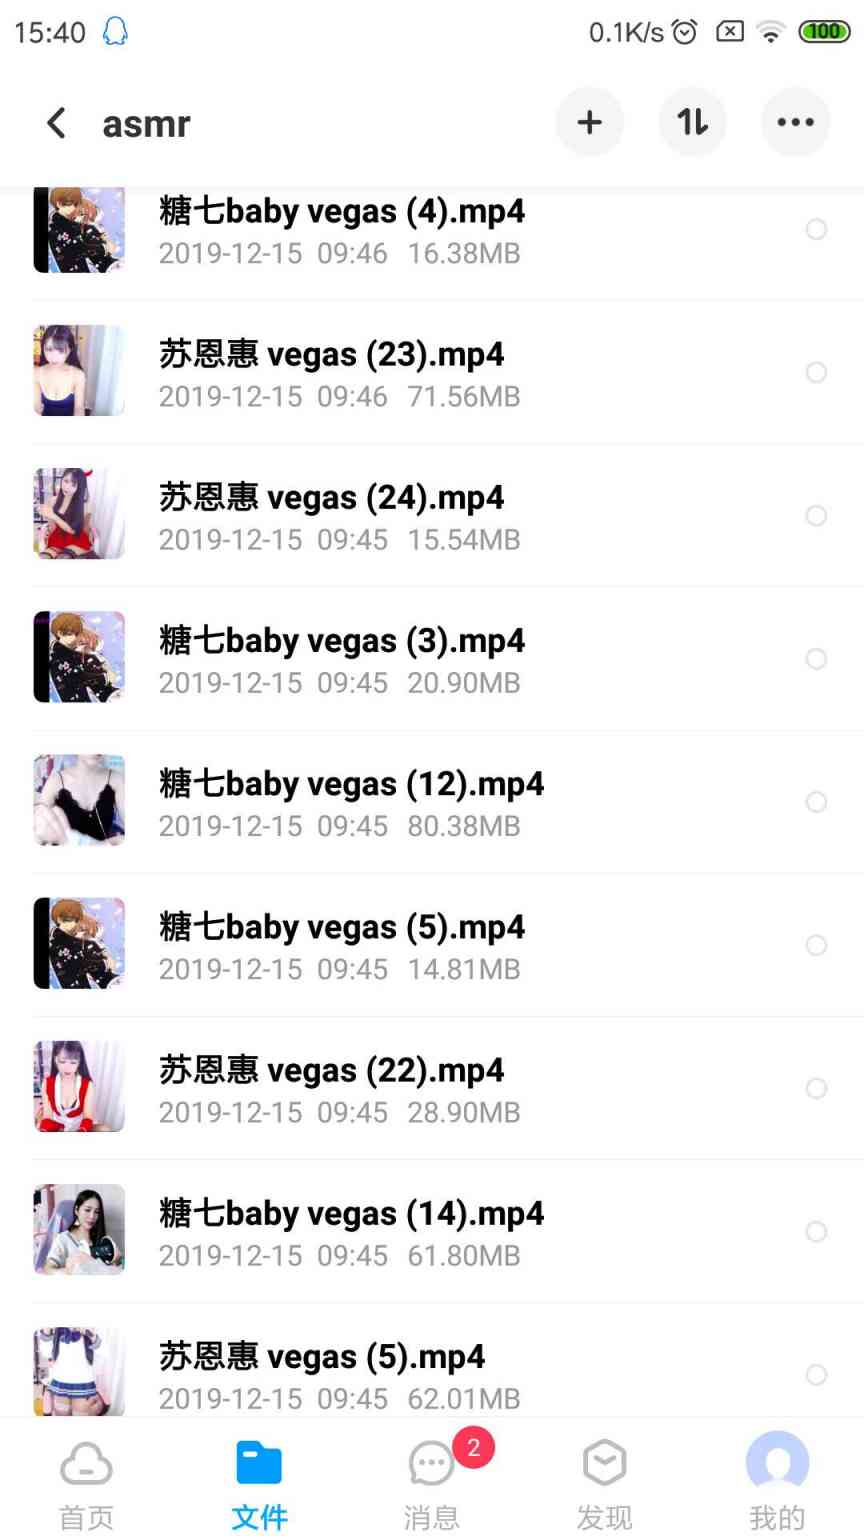 15:40
0.1K/s
100
asmr
糖七baby vegas (4).mp4
2019-12-15 09:46 16.38MB
苏恩惠 vegas (23).mp4
2019-12-15 09:46 71.56MB
苏恩惠 vegas (24).mp4
2019-12-15 09:45 15.54MB
糖七baby vegas (3).mp4
2019-12-15 09:45 20.90MB
糖七baby vegas (12).mp4
2019-12-15 09:45 80.38MB
糖七baby vegas (5).mp4
2019-12-15 09:45 14.81MB
苏恩惠 vegas (22).mp4
2019-12-15 09:45 28.90MB
糖七baby vegas (14).mp4
2019-12-15 09:45 61.80MB
苏恩惠 vegas (5).mp4
2019-12-15 09:45 62.01MB
2
首页 文件 消息 发现 我的